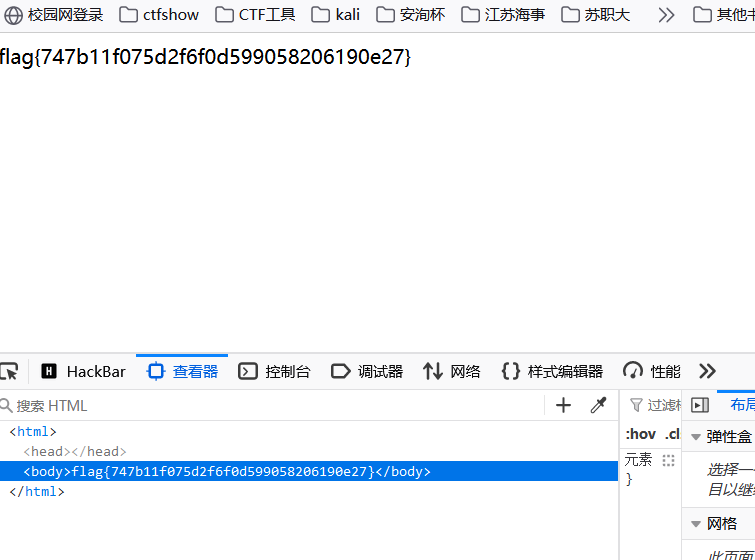 校园网登录 ctfshow CTF工具 kali 安洵杯 江苏海事 苏职大 其他书
flag{747b11f075d2f6f0d599058206190e27}
HackBar 查看器 控制台 调试器 网络 样式编辑器 性能
搜索 HTML
过滤
布局
<html>
:hov .cl
弹性盒
<head></head>
元素
<body>flag{747b11f075d2f6f0d599058206190e27}</body>
选择一
}
</html>
目以继续
网格
此页面